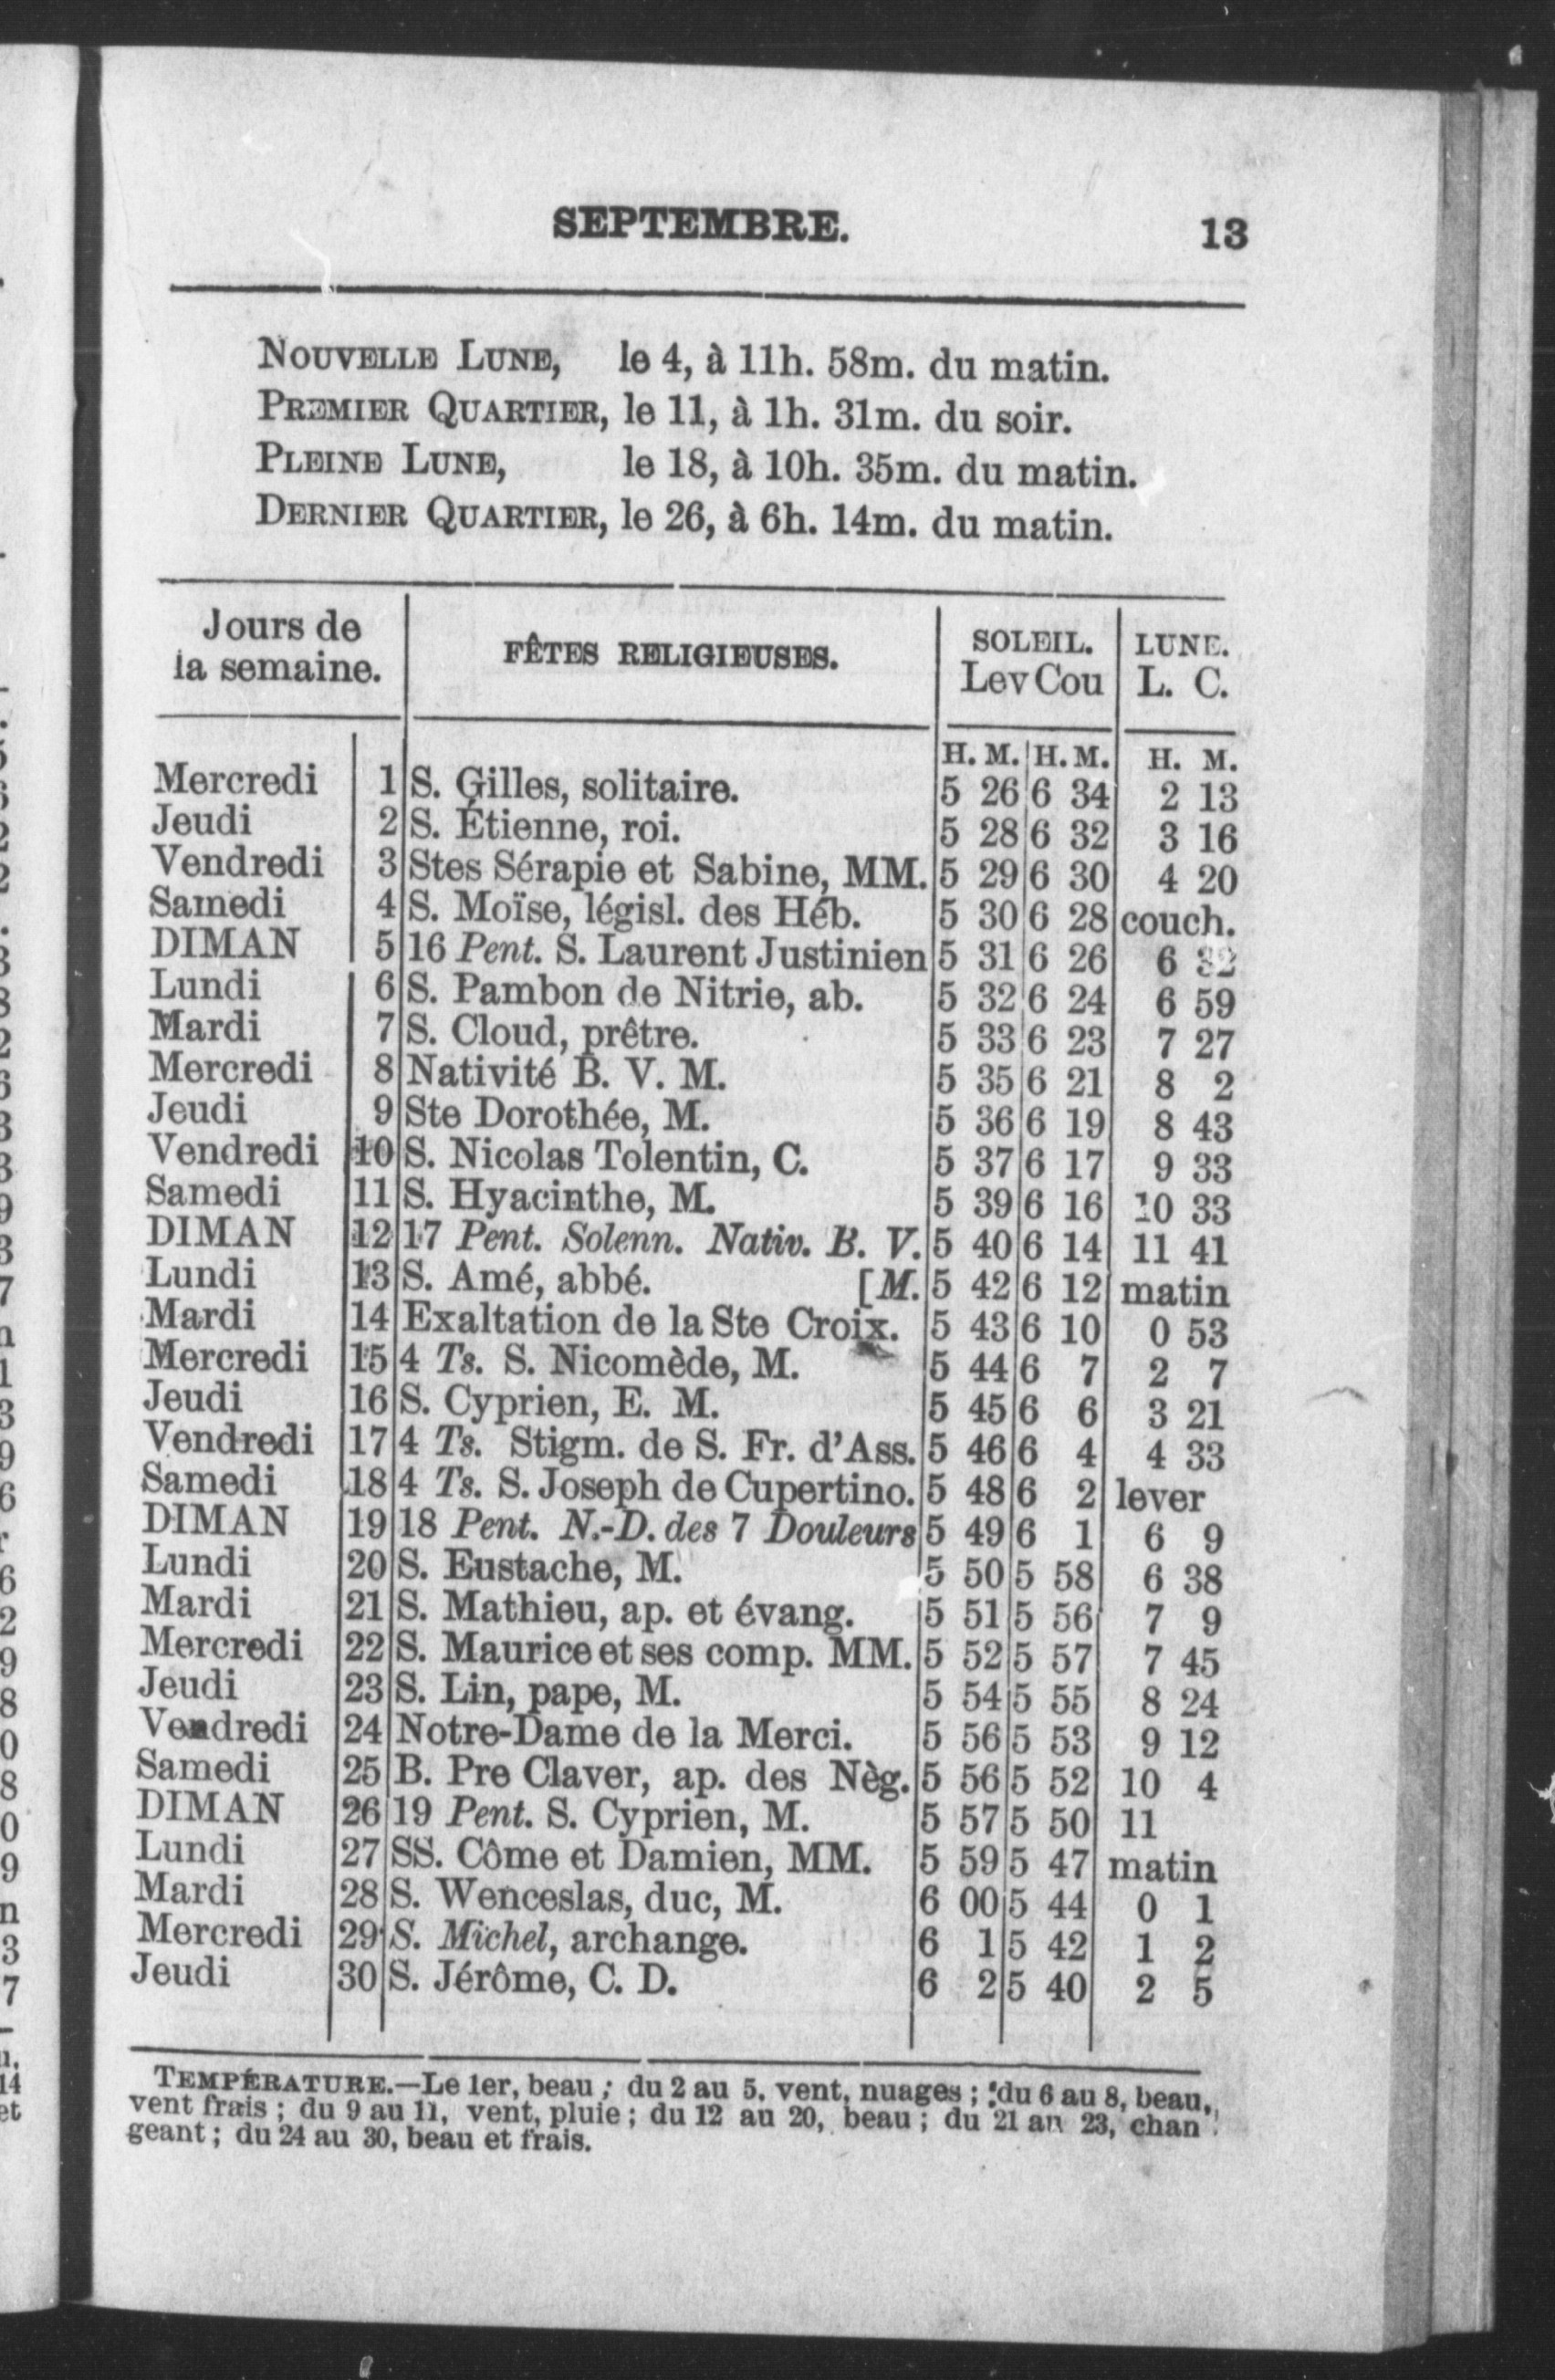 SEPTEMBRE. 13
NOUVELLE LUNE, le 4, à 11h. 58m. du matin.
PREMIER QUARTIER, le 11, à 1h. 31m. du soir.
PLEINE LUNE, le 18, à 10h. 35m. du matin.
DERNIER QUARTIER, le 26, à 6h. 14m. du matin.
Jours de la semaine. FÊTES RELIGIEUSES. SOLEIL. Lev Cou LUNE. L. C.
H. M. H. M. H. M.
Mercredi 1 S. Gilles, solitaire. 5 26 6 34 2 13
Jeudi 2 S. Étienne, roi. 5 28 6 32 3 16
Vendredi 3 Stes Sérapie et Sabine, MM. 5 29 6 30 4 20
Samedi 4 S. Moïse, législ. des Héb. 5 30 6 28 couch.
DIMAN 5 16 Pent. S. Laurent Justinien 5 31 6 26 6 32
Lundi 6 S. Pambon de Nitrie, ab. 5 32 6 24 6 59
Mardi 7 S. Cloud, prêtre. 5 33 6 23 7 27
Mercredi 8 Nativité B. V. M. 5 35 6 21 8 2
Jeudi 9 Ste Dorothée, M. 5 36 6 19 8 43
Vendredi 10 S. Nicolas Tolentin, C. 5 37 6 17 9 33
Samedi 11 S. Hyacinthe, M. 5 39 6 16 10 33
DIMAN 12 17 Pent. Solenn. Nativ. B. V. 5 40 6 14 11 41
Lundi 13 S. Amé, abbé. [M. 5 42 6 12 matin
Mardi 14 Exaltation de la Ste Croix. 5 43 6 10 0 53
Mercredi 15 4 Ts. S. Nicomède, M. 5 44 6 7 2 7
Jeudi 16 S. Cyprien, E. M. 5 45 6 6 3 21
Vendredi 17 4 Ts. Stigm. de S. Fr. d'Ass. 5 46 6 4 4 33
Samedi 18 4 Ts. S. Joseph de Cupertino. 5 48 6 2 lever
DIMAN 19 18 Pent. N.-D. des 7 Douleurs 5 49 6 1 6 9
Lundi 20 S. Eustache, M. 5 50 5 58 6 38
Mardi 21 S. Mathieu, ap. et évang. 5 51 5 56 7 9
Mercredi 22 S. Maurice et ses comp. MM. 5 52 5 57 7 45
Jeudi 23 S. Lin, pape, M. 5 54 5 55 8 24
Vendredi 24 Notre-Dame de la Merci. 5 56 5 53 9 12
Samedi 25 B. Pre Claver, ap. des Nèg. 5 56 5 52 10 4
DIMAN 26 19 Pent. S. Cyprien, M. 5 57 5 50 11
Lundi 27 SS. Côme et Damien, MM. 5 59 5 47 matin
Mardi 28 S. Wenceslas, duc, M. 6 00 5 44 0 1
Mercredi 29 S. Michel, archange. 6 1 5 42 1 2
Jeudi 30 S. Jérôme, C. D. 6 2 5 40 2 5
TEMPÉRATURE.—Le 1er, beau ; du 2 au 5, vent, nuages ; du 6 au 8, beau,
vent frais ; du 9 au 11, vent, pluie ; du 12 au 20, beau ; du 21 au 23, chan
geant ; du 24 au 30, beau et frais.